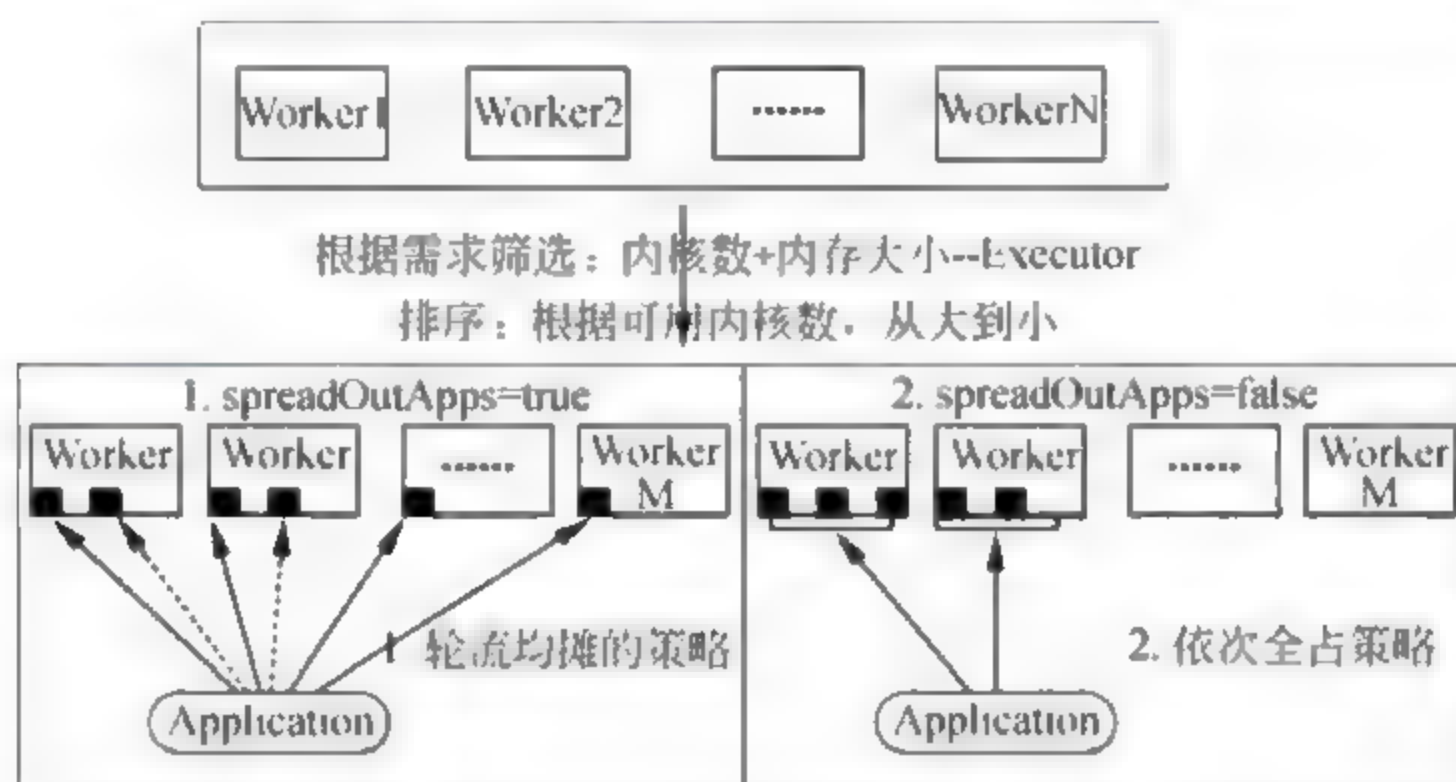 Worker1
Worker2
......
WorkerN
根据需求筛选：内核数+内存大小--Executor
排序：根据可用内核数，从大到小
1. spreadOutApps=true
2. spreadOutApps=false
Worker
Worker
......
Worker M
Worker
Worker
......
Worker M
1 轮流均摊的策略
2. 依次全占策略
Application
Application